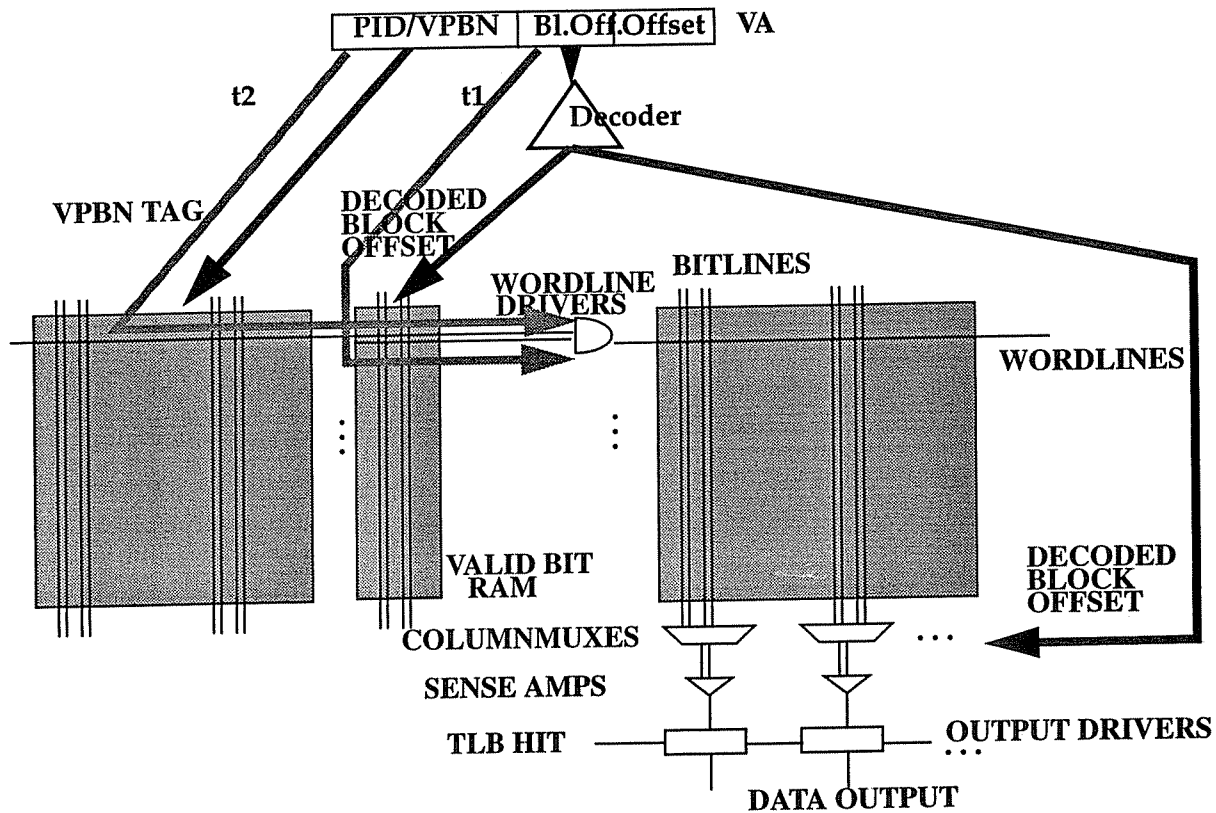 PID/VPBN Bl.Off.Offset VA
t2
t1
Decoder
VPBN TAG
DECODED
BLOCK
OFFSET
WORDLINE
DRIVERS
BITLINES
WORDLINES
VALID BIT
RAM
DECODED
BLOCK
OFFSET
COLUMNMUXES
SENSE AMPS
TLB HIT
OUTPUT DRIVERS
DATA OUTPUT